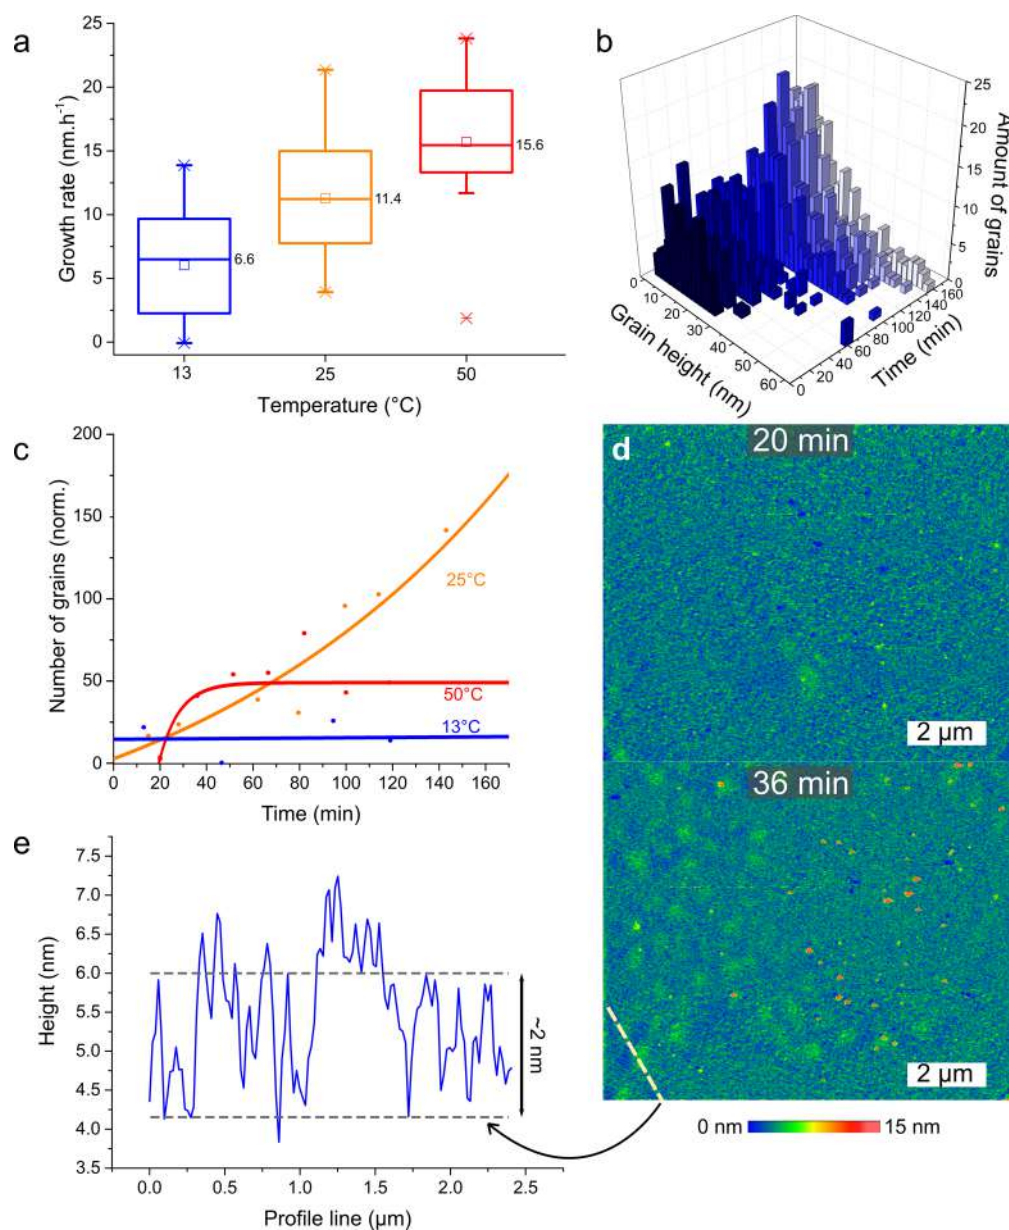 a
Growth rate (nm.h⁻¹)
25
20
15
10
5
0
6.6
11.4
15.6
13
25
50
Temperature (°C)
b
Amount of grains
25
20
15
10
5
0
0
10
20
30
40
50
60
Grain height (nm)
0
20
40
60
80
100
120
140
160
Time (min)
c
Number of grains (norm.)
200
150
100
50
0
25°C
50°C
13°C
0 20 40 60 80 100 120 140 160
Time (min)
d
20 min
2 µm
36 min
2 µm
0 nm 15 nm
e
Height (nm)
7.5
7.0
6.5
6.0
5.5
5.0
4.5
4.0
3.5
~2 nm
0.0 0.5 1.0 1.5 2.0 2.5
Profile line (µm)